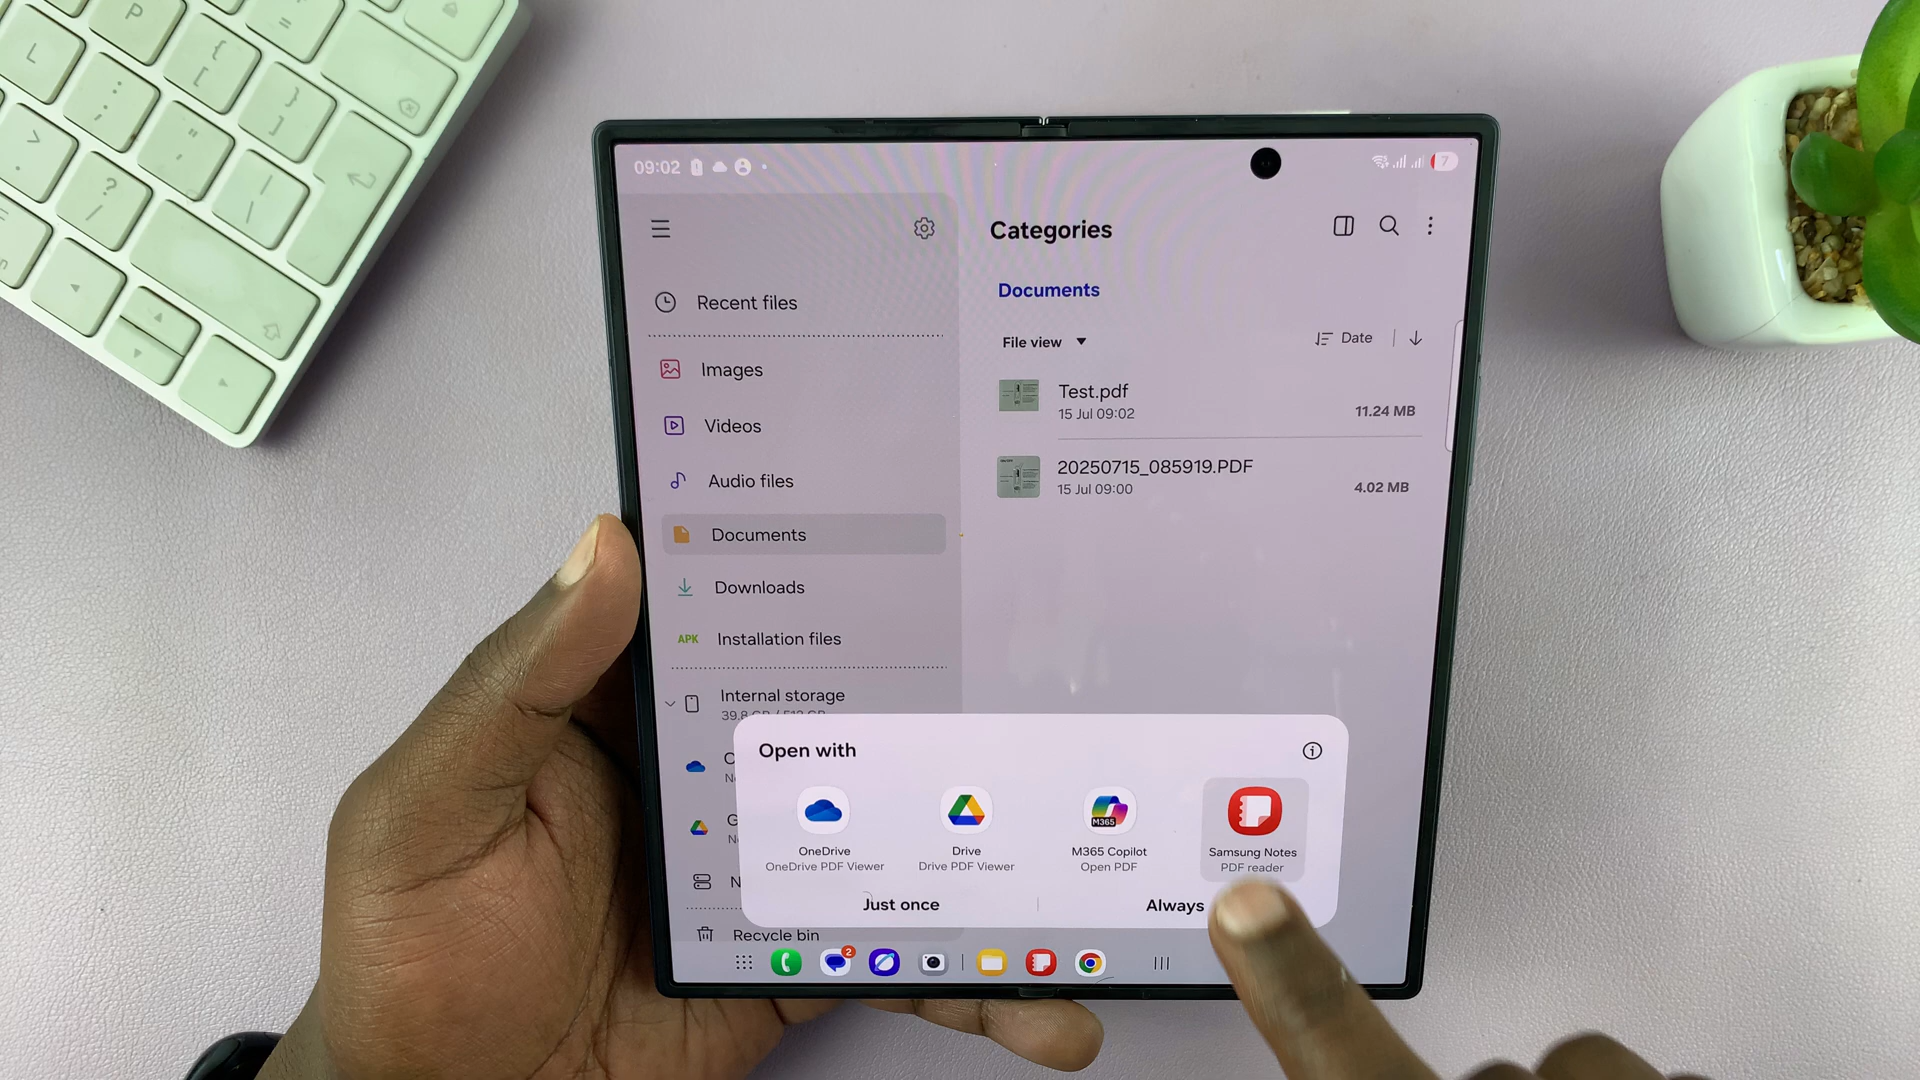 09:02
7
Categories
Documents
Recent files
File view
Date
Images
Test.pdf
15 Jul 09:02
11.24 MB
Videos
20250715_085919.PDF
15 Jul 09:00
4.02 MB
Audio files
Documents
Downloads
APK Installation files
Internal storage
Open with
OneDrive
OneDrive PDF Viewer
Drive
Drive PDF Viewer
M365
M365 Copilot
Open PDF
Samsung Notes
PDF reader
Just once
Always
Recycle bin
2
P
L
{
[
}
]
:
;
"
'
>
.
?
/
|
\
=